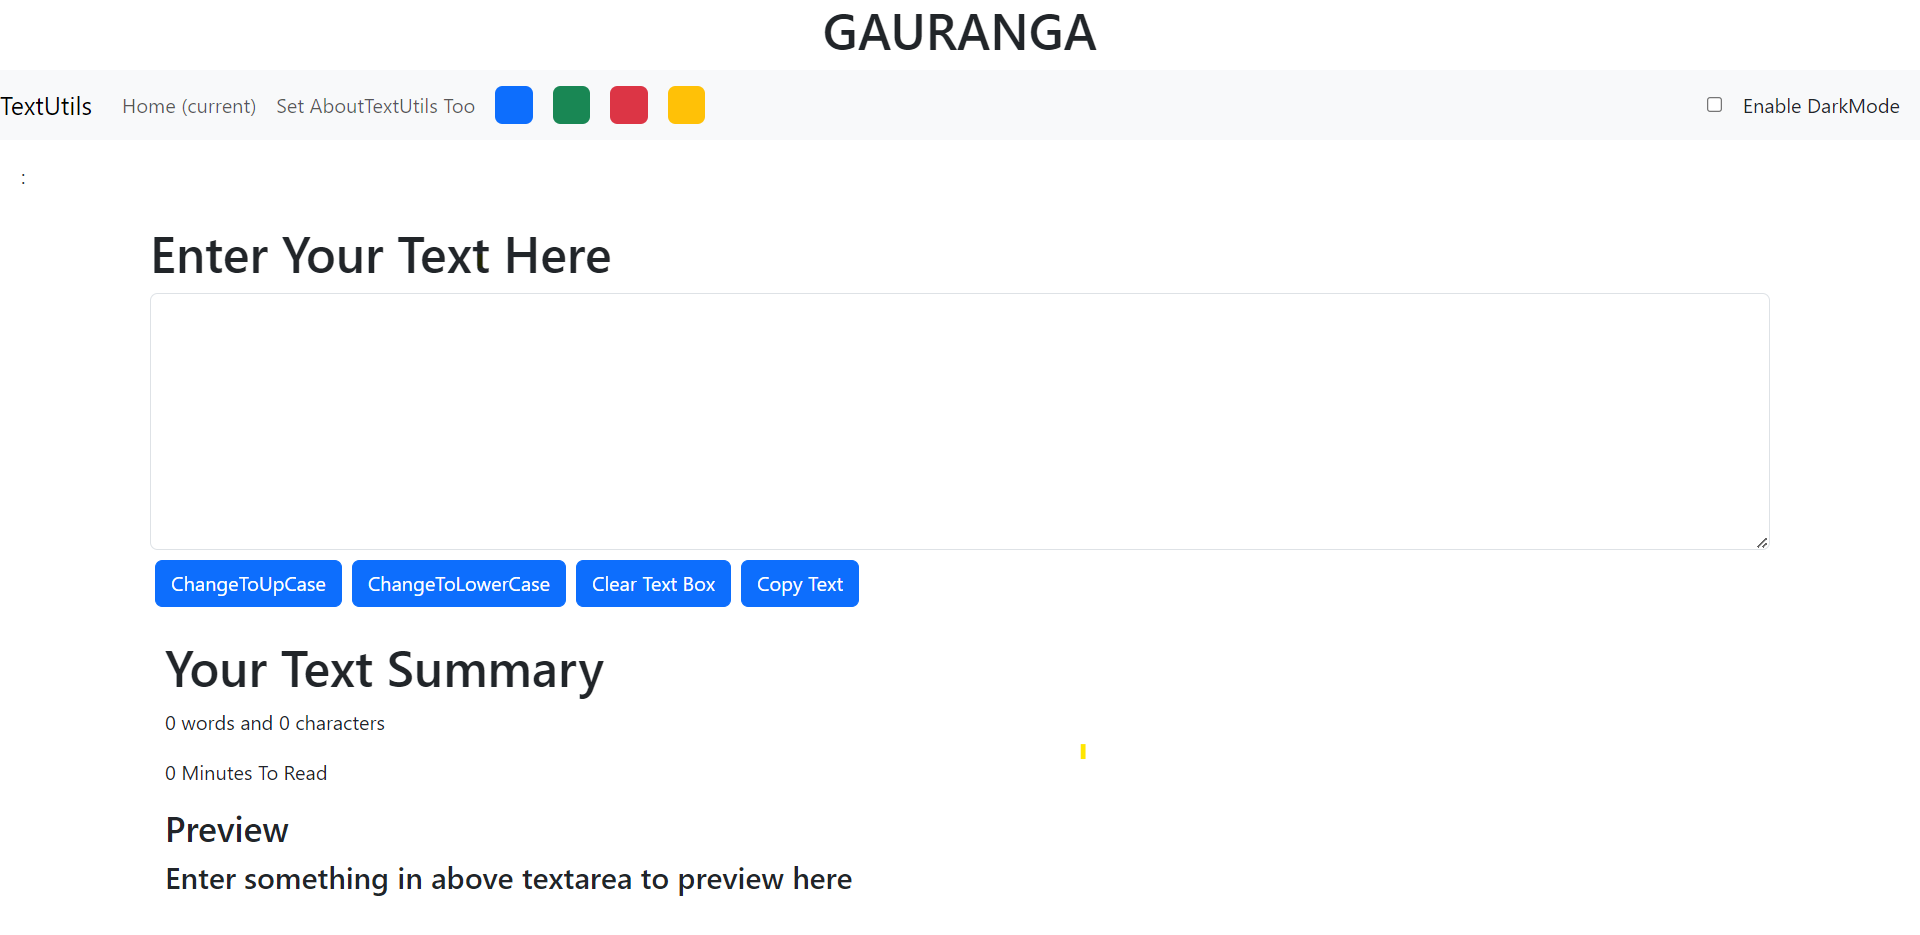 GAURANGA
TextUtils Home (current) Set AboutTextUtils Too Enable DarkMode
:
Enter Your Text Here
ChangeToUpCase ChangeToLowerCase Clear Text Box Copy Text
Your Text Summary
0 words and 0 characters
0 Minutes To Read
Preview
Enter something in above textarea to preview here